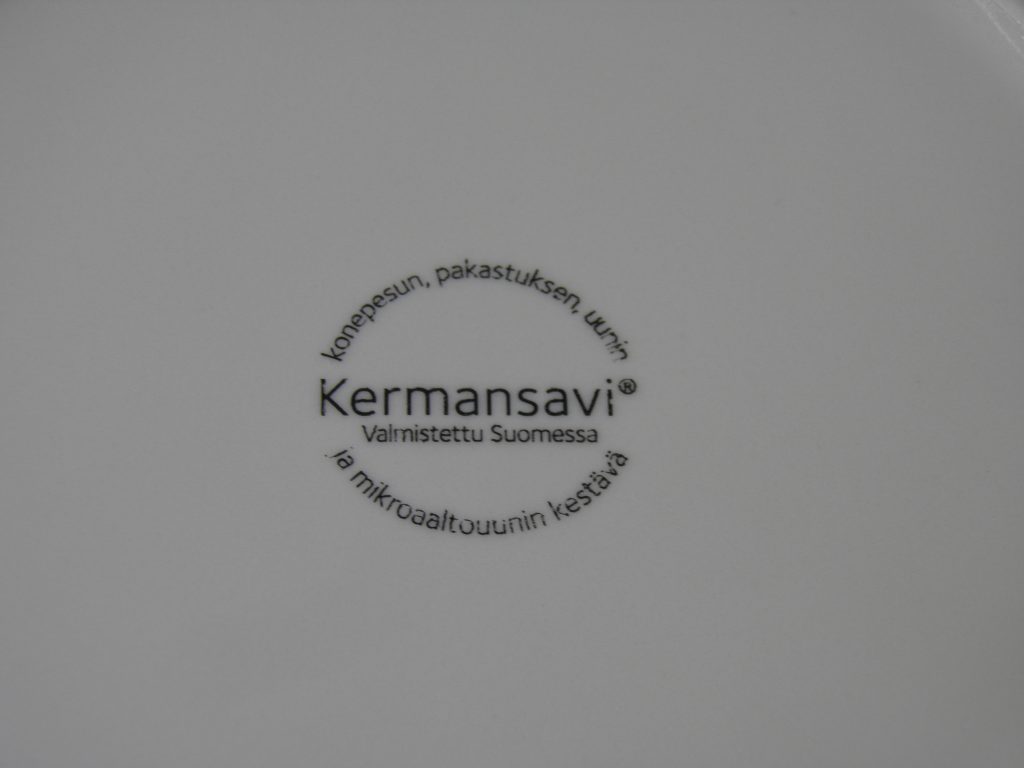 konepesun, pakastuksen, uunin
Kermansavi®
Valmistettu Suomessa
ja mikroaaltouunin kestävä